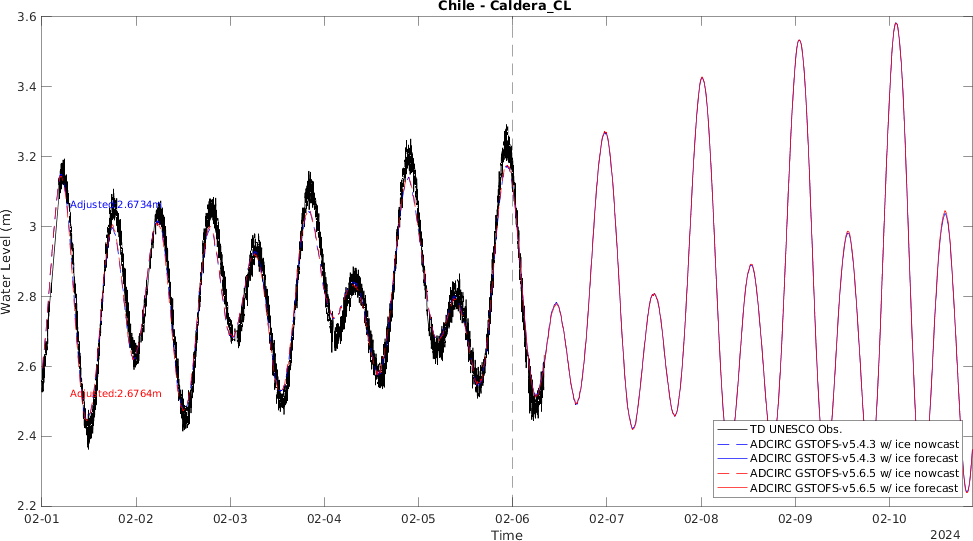 Chile - Caldera_CL
3.6
3.4
3.2
3
2.8
2.6
2.4
2.2
Water Level (m)
Adjusted:2.6734m
Adjusted:2.6764m
TD UNESCO Obs.
ADCIRC GSTOFS-v5.4.3 w/ ice nowcast
ADCIRC GSTOFS-v5.4.3 w/ ice forecast
ADCIRC GSTOFS-v5.6.5 w/ ice nowcast
ADCIRC GSTOFS-v5.6.5 w/ ice forecast
02-01 02-02 02-03 02-04 02-05 02-06 02-07 02-08 02-09 02-10
Time
2024